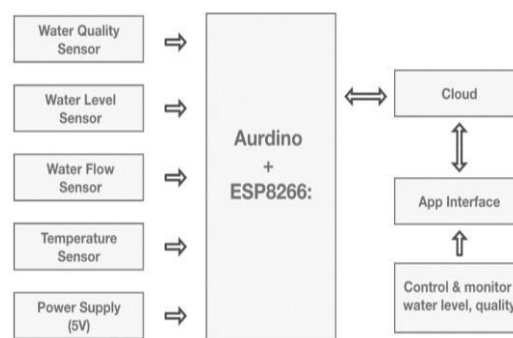 Water Quality
Sensor
Water Level
Sensor
Water Flow
Sensor
Temperature
Sensor
Power Supply
(5V)
Aurdino
+
ESP8266:
Cloud
App Interface
Control & monitor
water level, quality